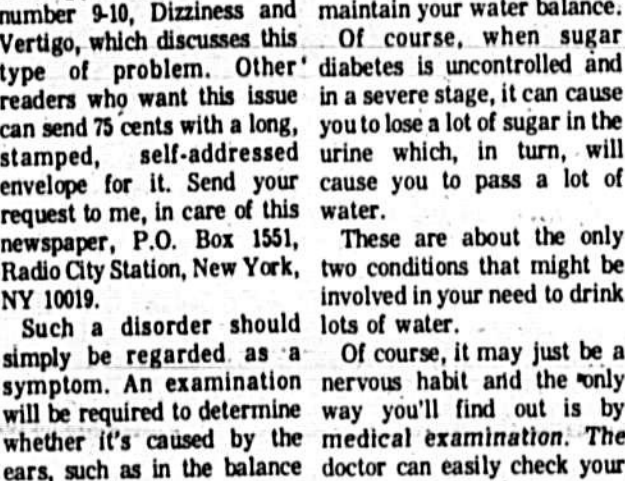 number 9-10, Dizziness and
Vertigo, which discusses this
type of problem. Other
readers who want this issue
can send 75 cents with a long,
stamped, self-addressed
envelope for it. Send your
request to me, in care of this
newspaper, P.O. Box 1551,
Radio City Station, New York,
NY 10019.
Such a disorder should
simply be regarded as a
symptom. An examination
will be required to determine
whether it's caused by the
ears, such as in the balance
maintain your water balance.
Of course, when sugar
diabetes is uncontrolled and
in a severe stage, it can cause
you to lose a lot of sugar in the
urine which, in turn, will
cause you to pass a lot of
water.
These are about the only
two conditions that might be
involved in your need to drink
lots of water.
Of course, it may just be a
nervous habit and the only
way you'll find out is by
medical examination. The
doctor can easily check your